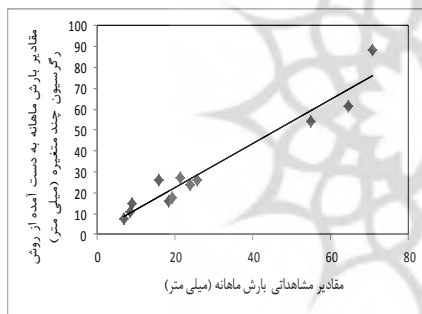 مقادیر بارش ماهانه به دست آمده از روش
رگرسیون چند متغیره (میلی متر)
100
90
80
70
60
50
40
30
20
10
0
0 20 40 60 80
مقادیر مشاهداتی بارش ماهانه (میلی متر)